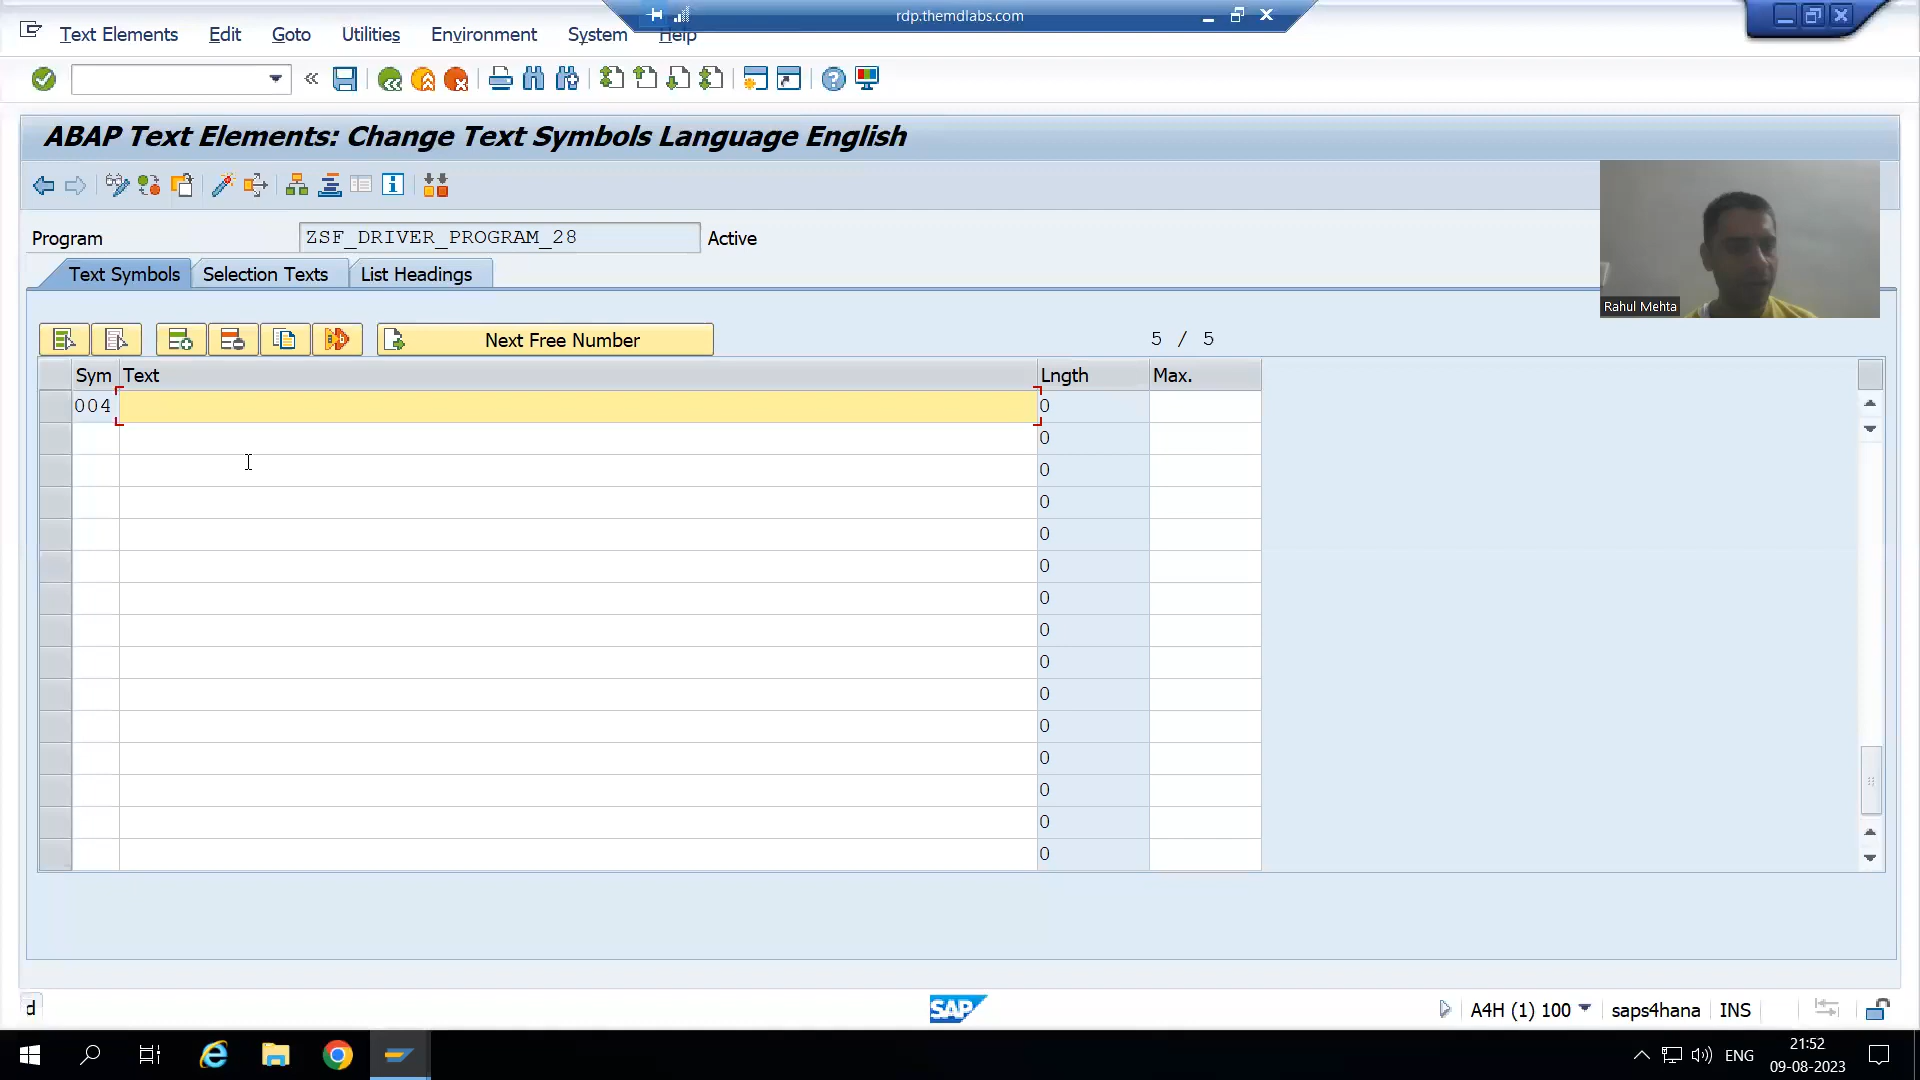 rdp.themdlabs.com
Text Elements Edit Goto Utilities Environment System Help
ABAP Text Elements: Change Text Symbols Language English
Program ZSF_DRIVER_PROGRAM_28 Active
Text Symbols Selection Texts List Headings
Rahul Mehta
Next Free Number 5 / 5
Sym Text Lngth Max.
004 0
0
0
0
0
0
0
0
0
0
0
0
0
0
0
d SAP A4H (1) 100 saps4hana INS
ENG 21:52
09-08-2023